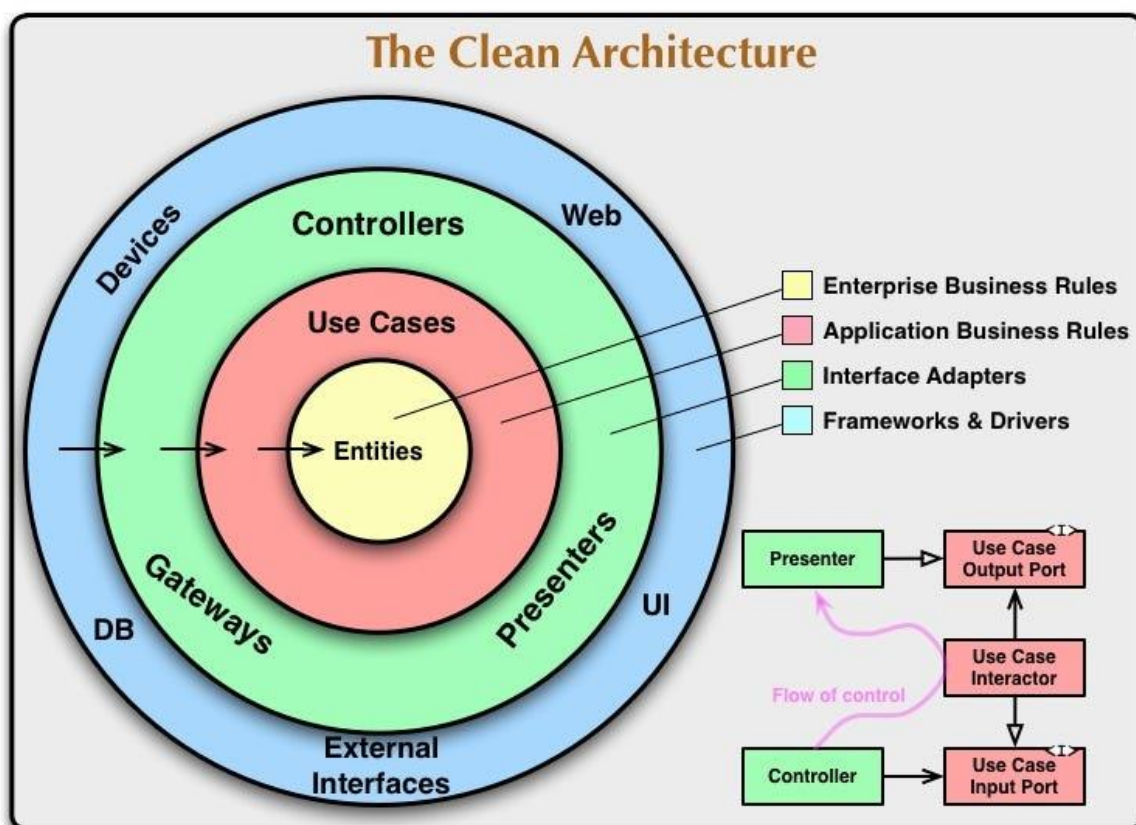 The Clean Architecture
Devices
Web
Controllers
Use Cases
Entities
Gateways
Presenters
DB
UI
External
Interfaces
Enterprise Business Rules
Application Business Rules
Interface Adapters
Frameworks & Drivers
Presenter
<I>
Use Case
Output Port
Use Case
Interactor
Flow of control
Controller
<I>
Use Case
Input Port